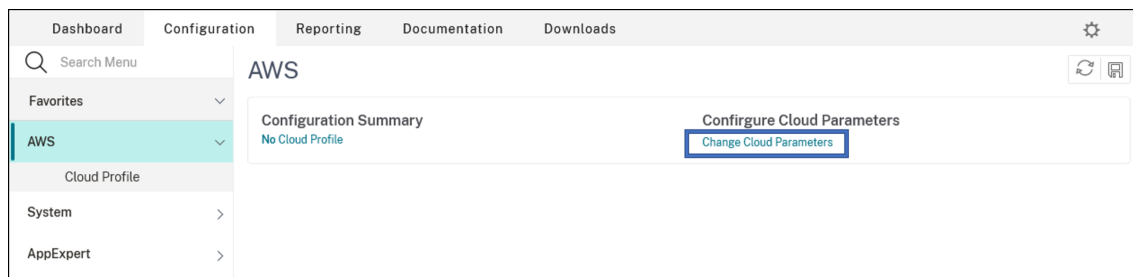 Dashboard Configuration Reporting Documentation Downloads
Search Menu
AWS
Favorites
Configuration Summary Confirgure Cloud Parameters
No Cloud Profile Change Cloud Parameters
AWS
Cloud Profile
System
AppExpert